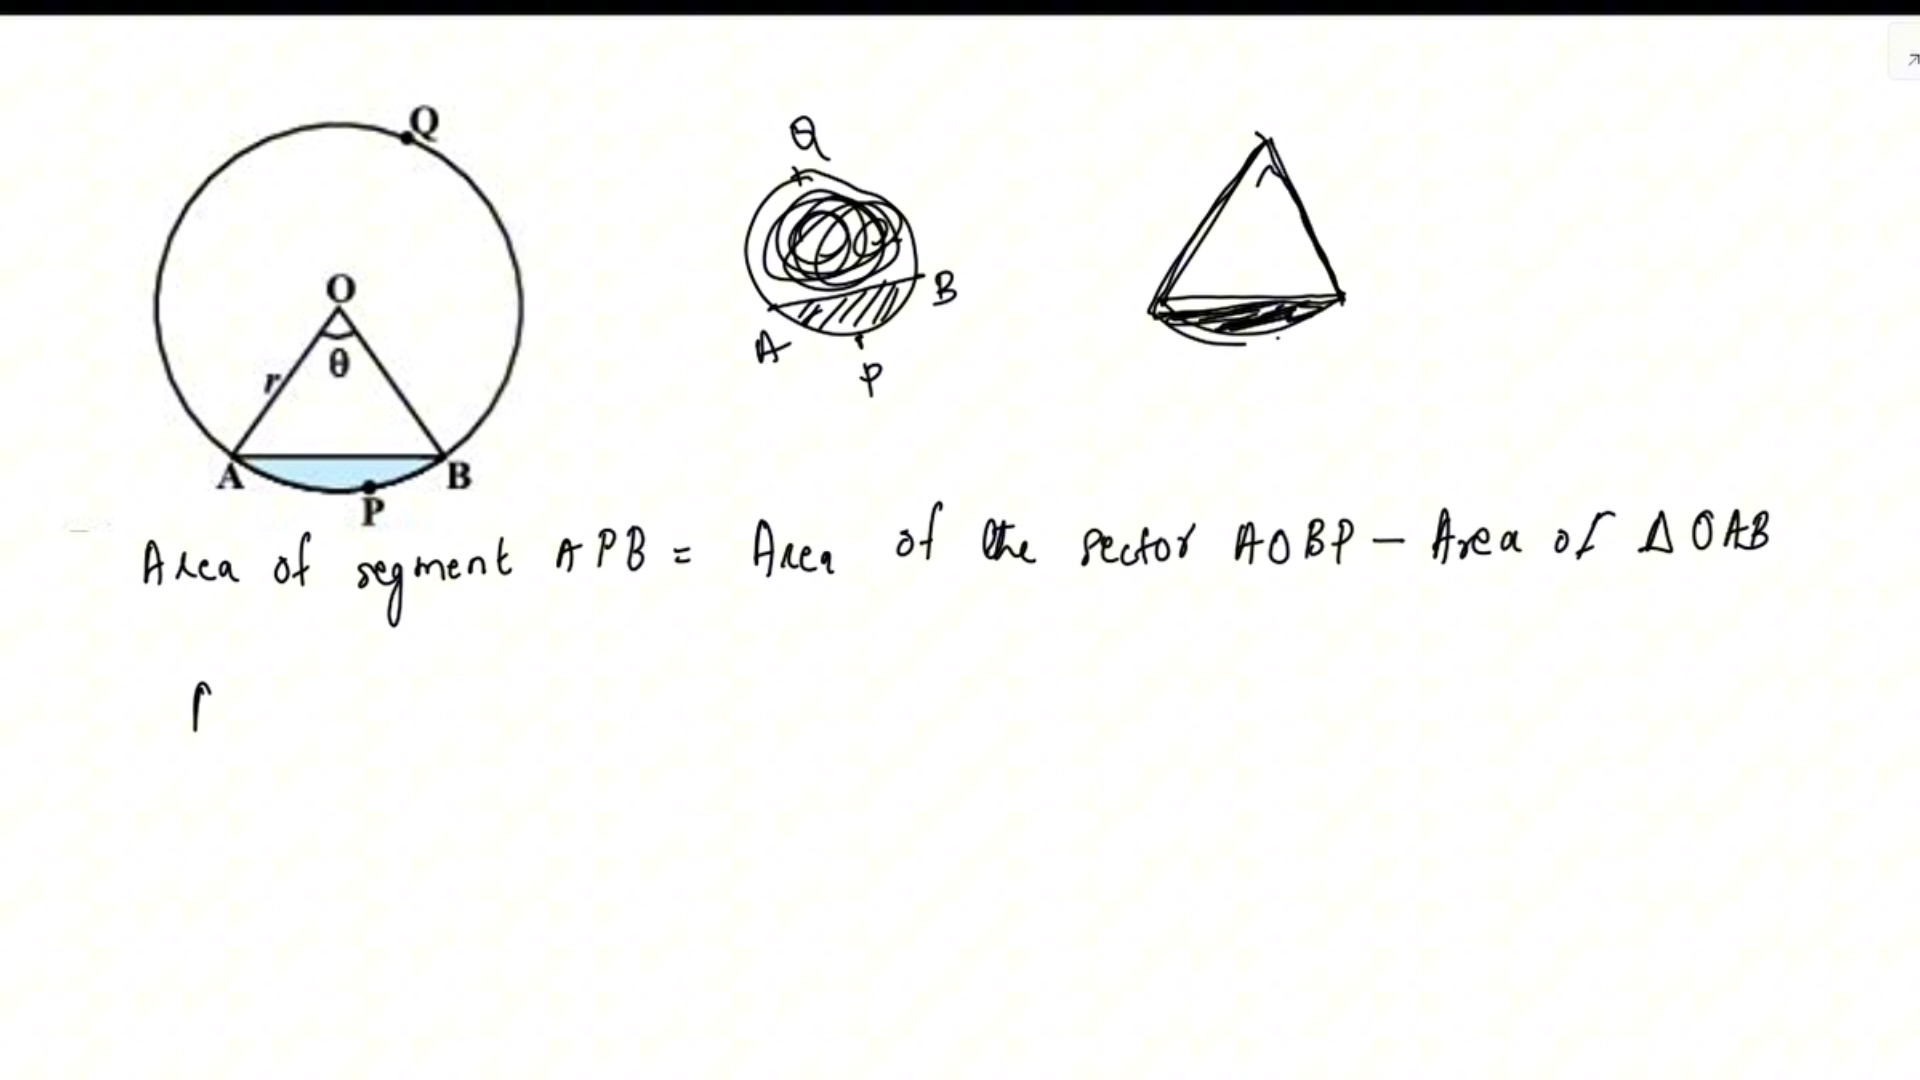 Q
O
θ
r
A
B
P
Q
B
A
P
Area of segment APB = Area of the sector AOBP - Area of Δ OAB